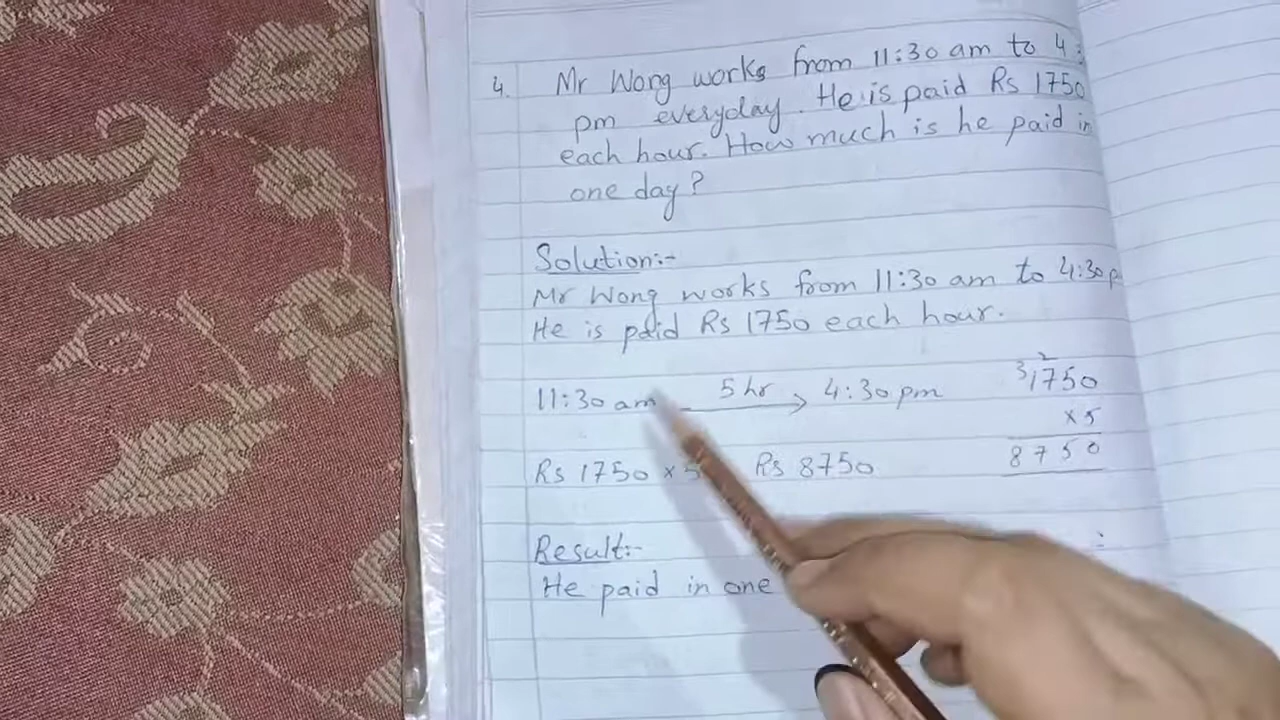 4. Mr Wong works from 11:30 am to 4:
pm everyday. He is paid Rs 1750
each hour. How much is he paid in
one day?
Solution:-
Mr Wong works from 11:30 am to 4:30 p
He is paid Rs 1750 each hour.
11:30 am 5 hr → 4:30 pm
Rs 1750 × 5 Rs 8750
3 2
1750
× 5
8750
Result:-
He paid in one